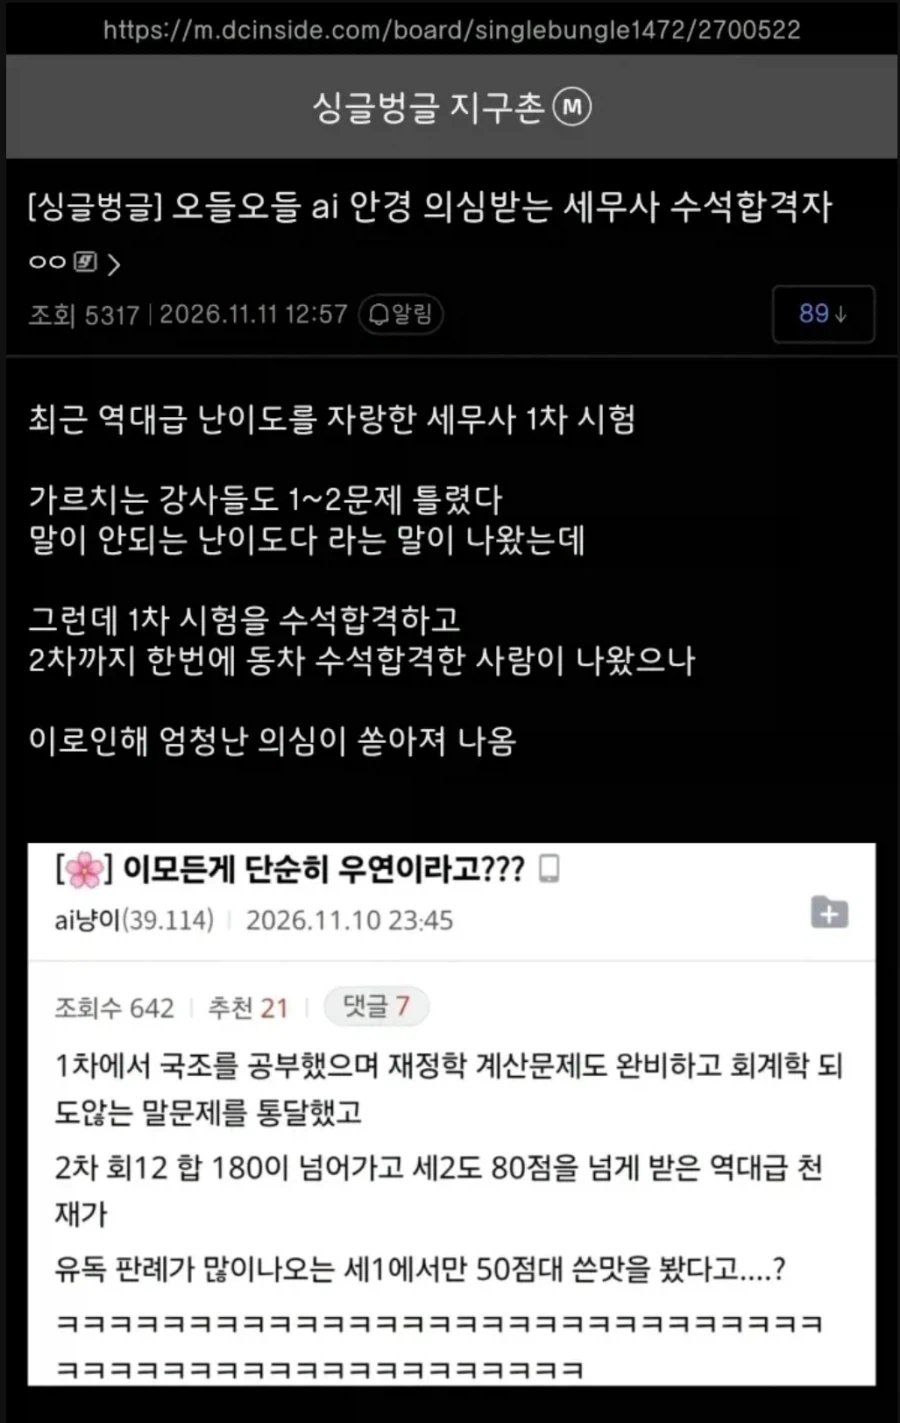 https://m.dcinside.com/board/singlebungle1472/2700522
싱글벙글 지구촌 M
[싱글벙글] 오들오들 ai 안경 의심받는 세무사 수석합격자
ㅇㅇ
조회 5317 | 2026.11.11 12:57 알림
89↓
최근 역대급 난이도를 자랑한 세무사 1차 시험
가르치는 강사들도 1~2문제 틀렸다
말이 안되는 난이도다 라는 말이 나왔는데
그런데 1차 시험을 수석합격하고
2차까지 한번에 동차 수석합격한 사람이 나왔으나
이로인해 엄청난 의심이 쏟아져 나옴
[🌸] 이모든게 단순히 우연이라고???
ai냥이(39.114) | 2026.11.10 23:45
조회수 642 | 추천 21 | 댓글 7
1차에서 국조를 공부했으며 재정학 계산문제도 완비하고 회계학 되
도않는 말문제를 통달했고
2차 회12 합 180이 넘어가고 세2도 80점을 넘게 받은 역대급 천
재가
유독 판례가 많이나오는 세1에서만 50점대 쓴맛을 봤다고....?
ㅋㅋㅋㅋㅋㅋㅋㅋㅋㅋㅋㅋㅋㅋㅋㅋㅋㅋㅋㅋㅋㅋㅋㅋㅋㅋㅋㅋㅋ
ㅋㅋㅋㅋㅋㅋㅋㅋㅋㅋㅋㅋㅋㅋㅋㅋㅋㅋㅋㅋ